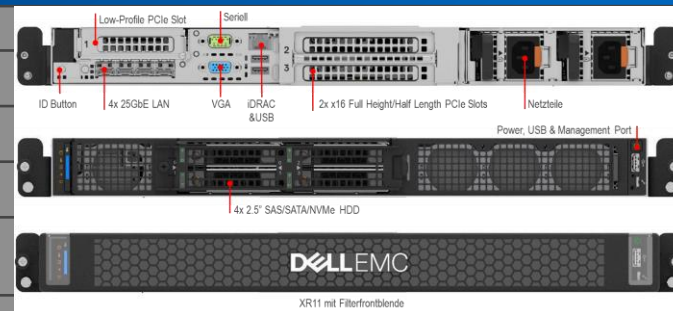 Low-Profile PCIe Slot
Seriell
1
2
3
ID Button
4x 25GbE LAN
VGA
iDRAC
&USB
2x x16 Full Height/Half Length PCIe Slots
Netzteile
Power, USB & Management Port
4x 2.5" SAS/SATA/NVMe HDD
DELLEMC
XR11 mit Filterfrontblende